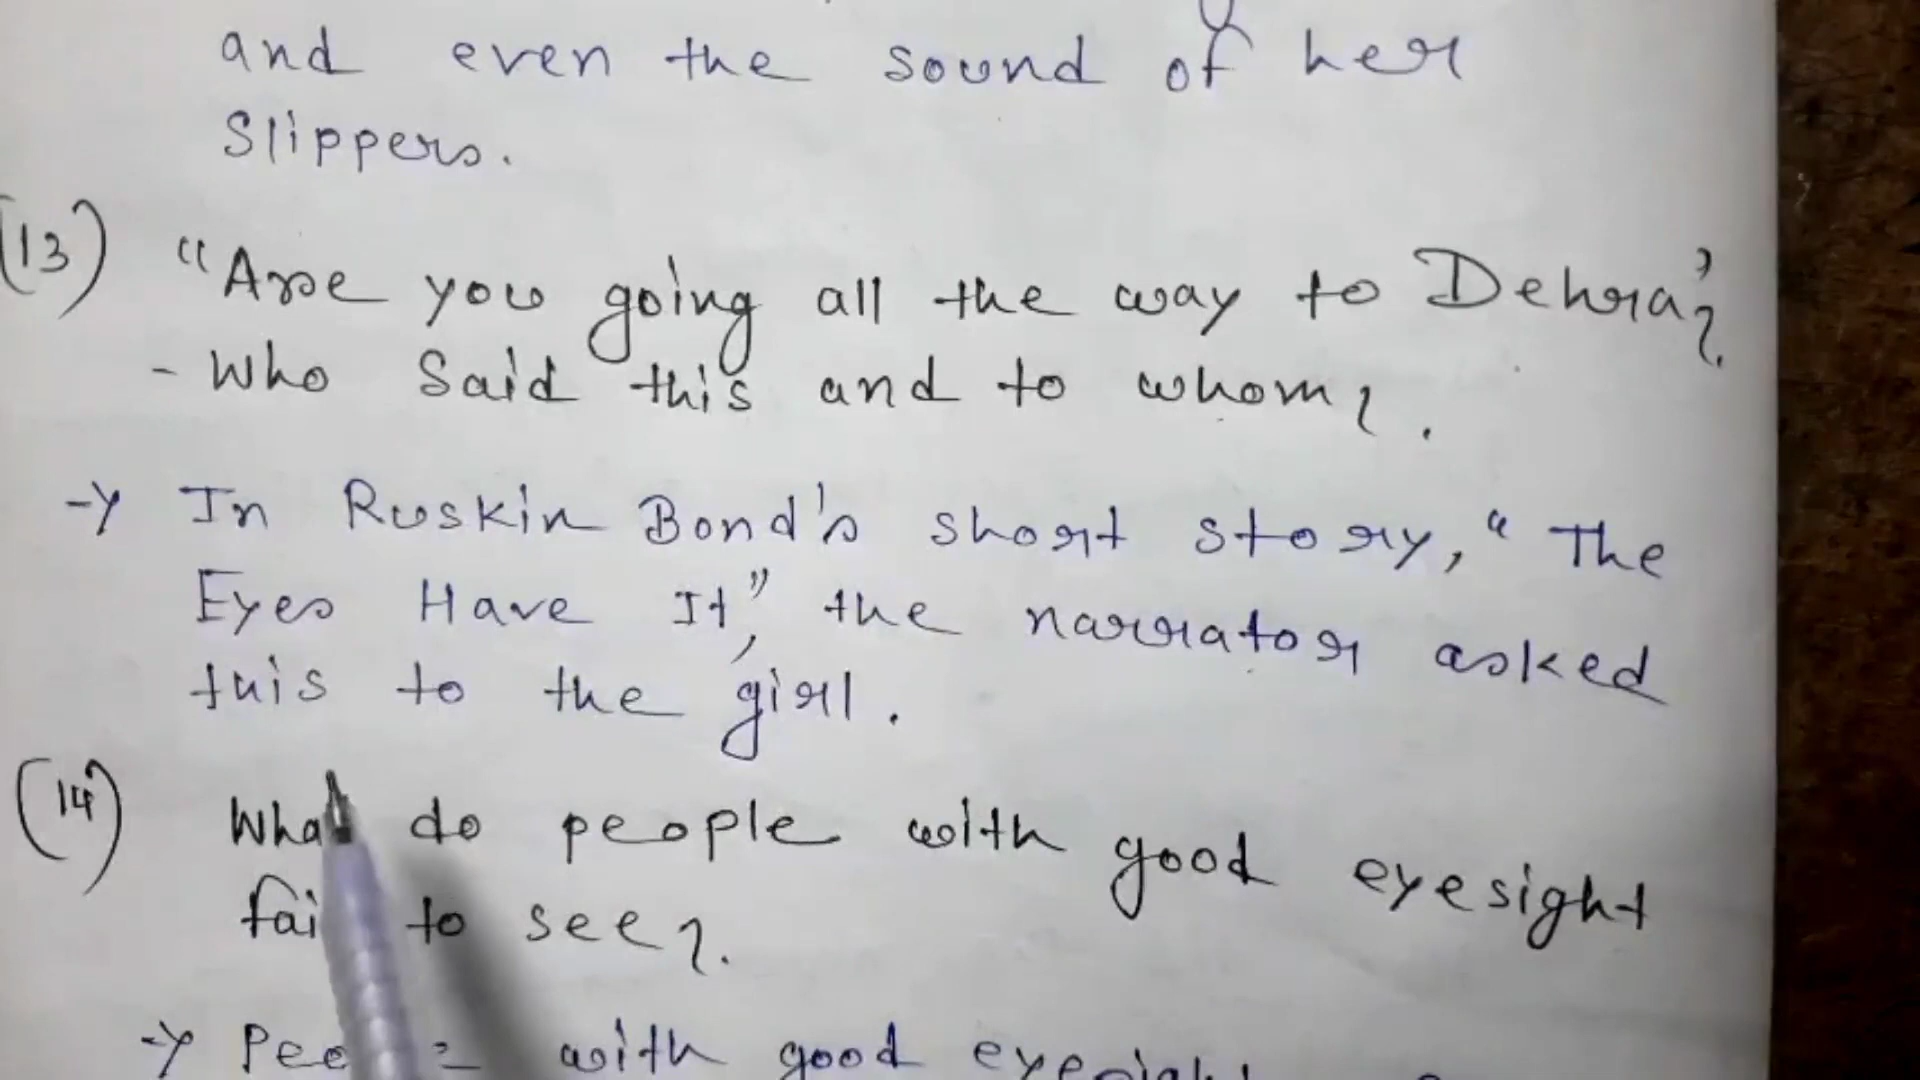 and even the sound of her
Slippers.
(13) "Are you going all the way to Dehra"?
- Who Said this and to whom?
→ In Ruskin Bond's short story, "The
Eyes Have It", the narrator asked
this to the girl.
(14) do people with good eyesight
to see?
→ with good